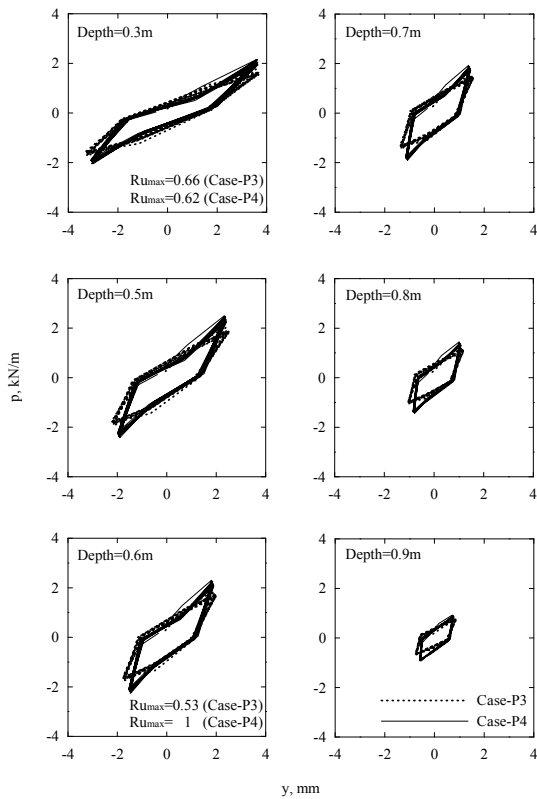 Depth=0.3m
4
2
0
-2
-4
Rumax=0.66 (Case-P3)
Rumax=0.62 (Case-P4)
-4 -2 0 2 4
Depth=0.7m
4
2
0
-2
-4
-4 -2 0 2 4
Depth=0.5m
4
2
0
-2
-4
-4 -2 0 2 4
p, kN/m
Depth=0.8m
4
2
0
-2
-4
-4 -2 0 2 4
Depth=0.6m
4
2
0
-2
-4
Rumax=0.53 (Case-P3)
Rumax= 1 (Case-P4)
-4 -2 0 2 4
Depth=0.9m
4
2
0
-2
-4
Case-P3
Case-P4
-4 -2 0 2 4
y, mm